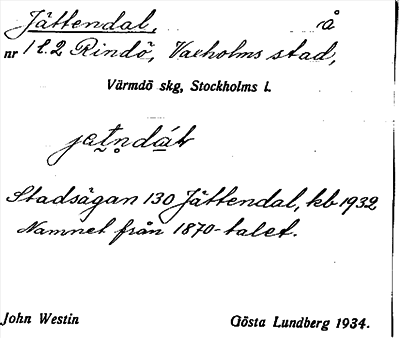 Jättendal, rå
nr 1 l. 2 Rindö, Vaxholms stad,
Värmdö skg, Stockholms l.
Stadsägan 130 Jättendal, kb 1932
Namnet från 1870-talet.
John Westin Gösta Lundberg 1934.